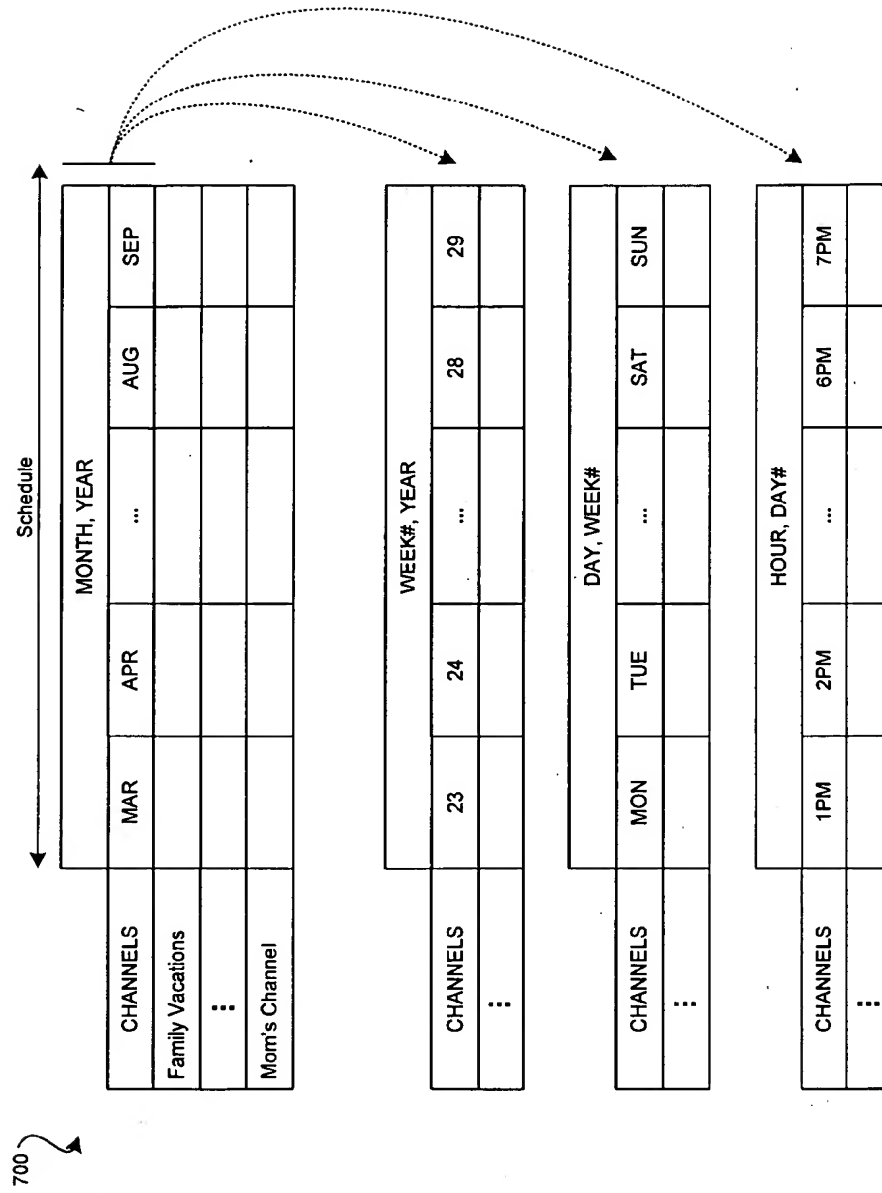 700
Schedule
MONTH, YEAR
CHANNELS MAR APR ... AUG SEP
Family Vacations
...
Mom's Channel
WEEK#, YEAR
CHANNELS 23 24 ... 28 29
...
DAY, WEEK#
CHANNELS MON TUE ... SAT SUN
...
HOUR, DAY#
CHANNELS 1PM 2PM ... 6PM 7PM
...